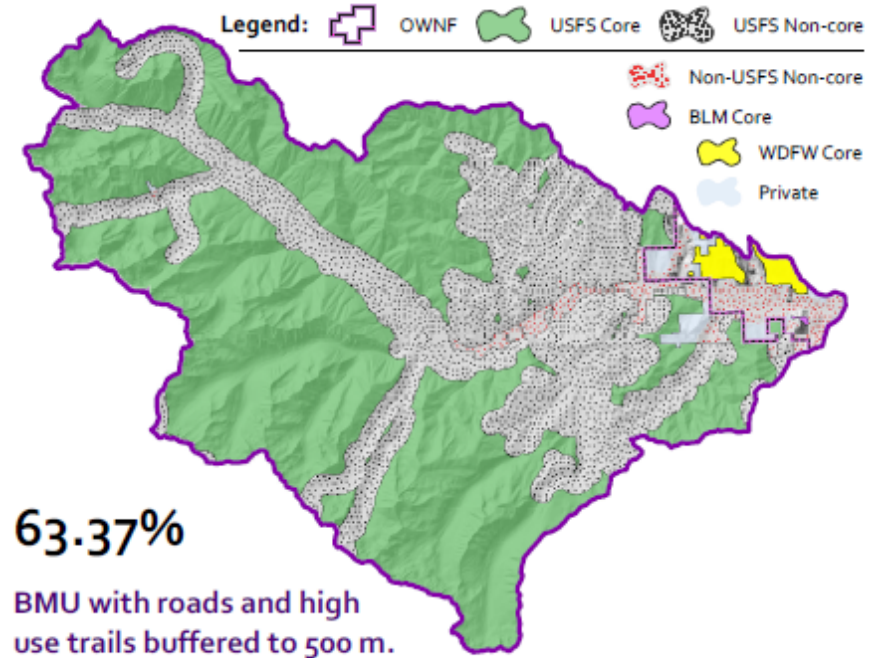 Legend: OWNF USFS Core USFS Non-core
Non-USFS Non-core
BLM Core
WDFW Core
Private
63.37%
BMU with roads and high
use trails buffered to 500 m.